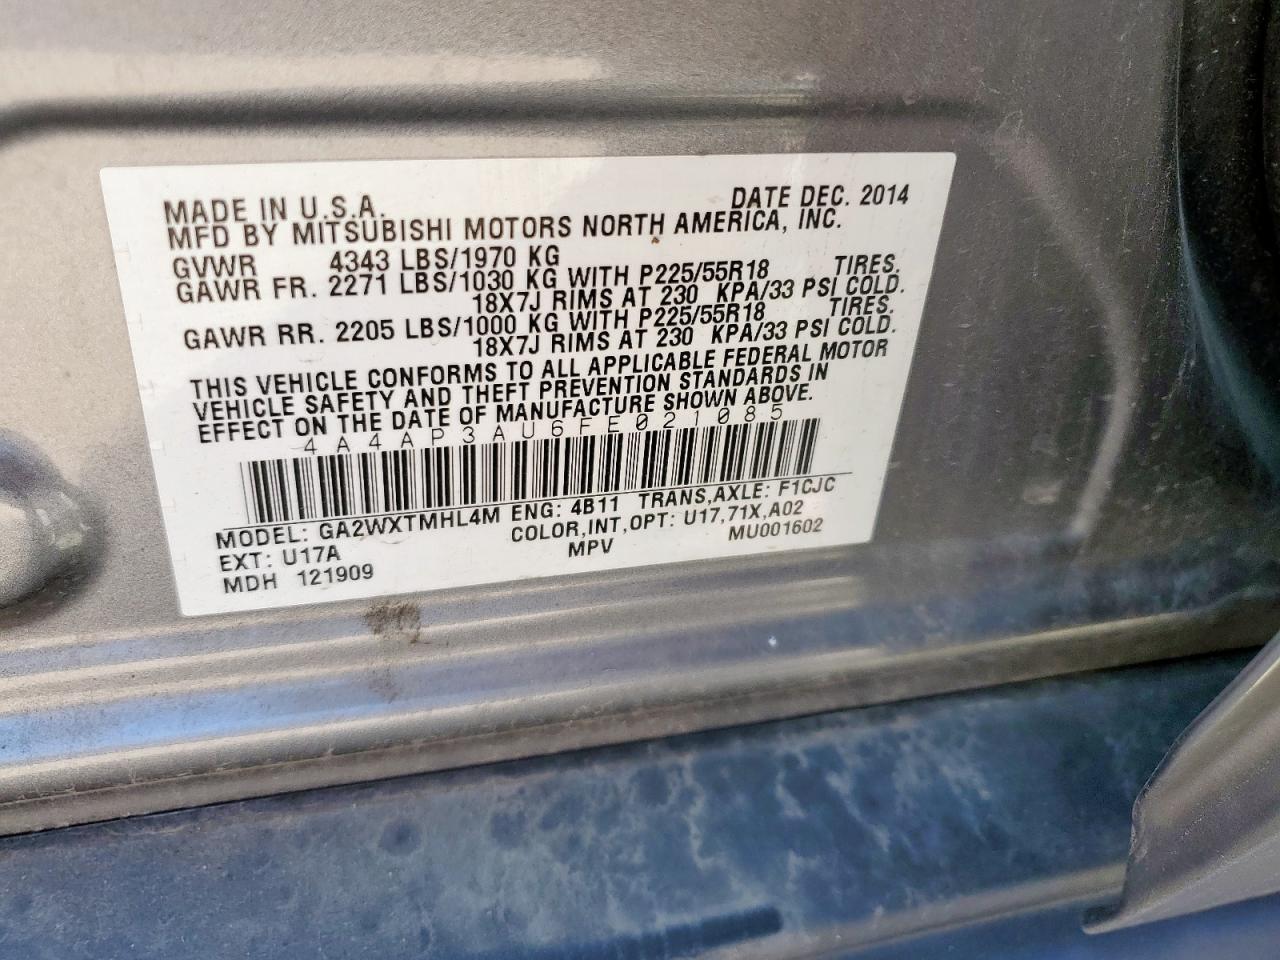 MADE IN U.S.A. DATE DEC. 2014
MFD BY MITSUBISHI MOTORS NORTH AMERICA, INC.
GVWR 4343 LBS/1970 KG
GAWR FR. 2271 LBS/1030 KG WITH P225/55R18 TIRES.
18X7J RIMS AT 230 KPA/33 PSI COLD.
GAWR RR. 2205 LBS/1000 KG WITH P225/55R18 TIRES.
18X7J RIMS AT 230 KPA/33 PSI COLD.
THIS VEHICLE CONFORMS TO ALL APPLICABLE FEDERAL MOTOR
VEHICLE SAFETY AND THEFT PREVENTION STANDARDS IN
EFFECT ON THE DATE OF MANUFACTURE SHOWN ABOVE.
4A4AP3AU6FE021085
MODEL: GA2WXTMHL4M ENG: 4B11 TRANS,AXLE: F1CJC
EXT: U17A COLOR,INT,OPT: U17,71X,A02
MDH 121909 MPV MU001602